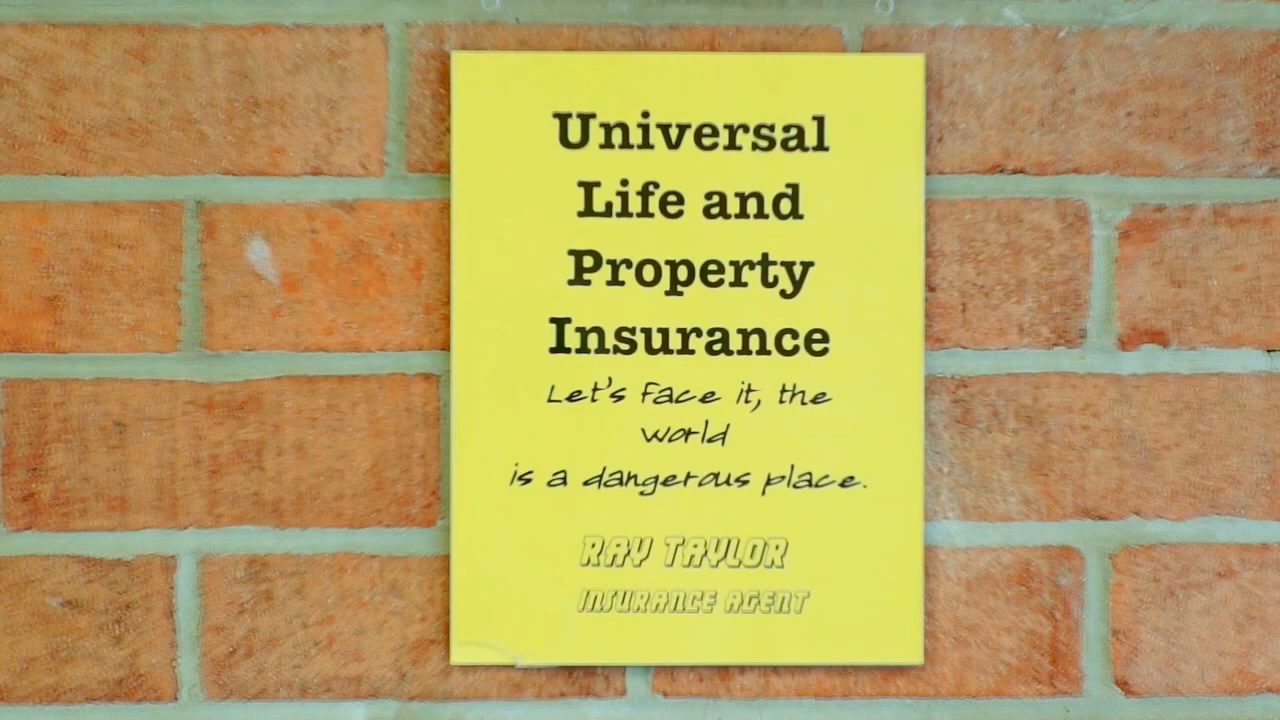 Universal
Life and
Property
Insurance
Let's Face it, the
world
is a dangerous place.
RAY TAYLOR
INSURANCE AGENT